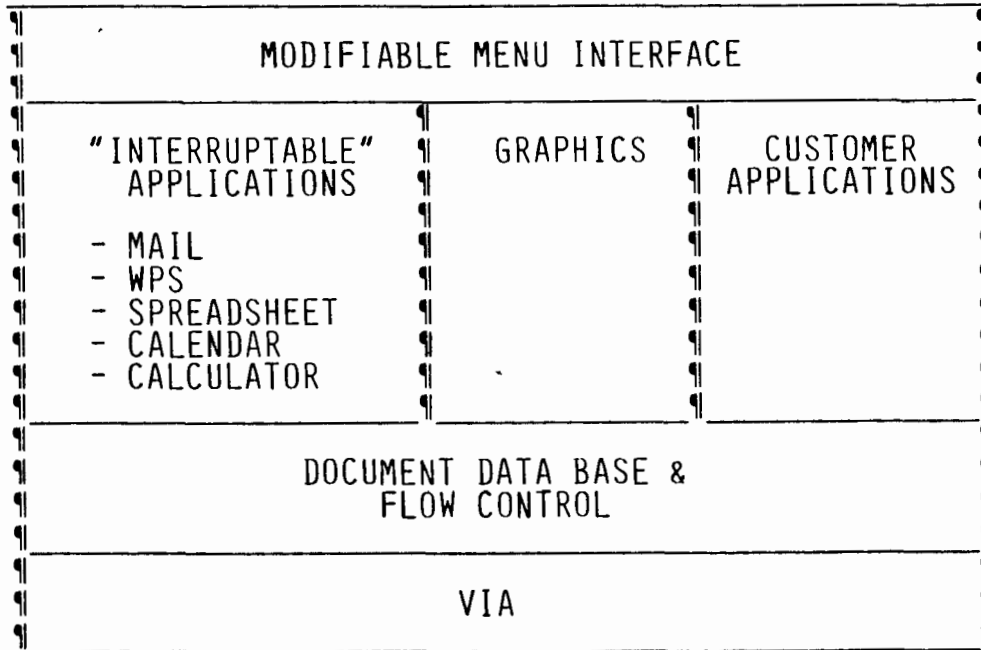 MODIFIABLE MENU INTERFACE
"INTERRUPTABLE"
APPLICATIONS
- MAIL
- WPS
- SPREADSHEET
- CALENDAR
- CALCULATOR
GRAPHICS
CUSTOMER
APPLICATIONS
DOCUMENT DATA BASE &
FLOW CONTROL
VIA